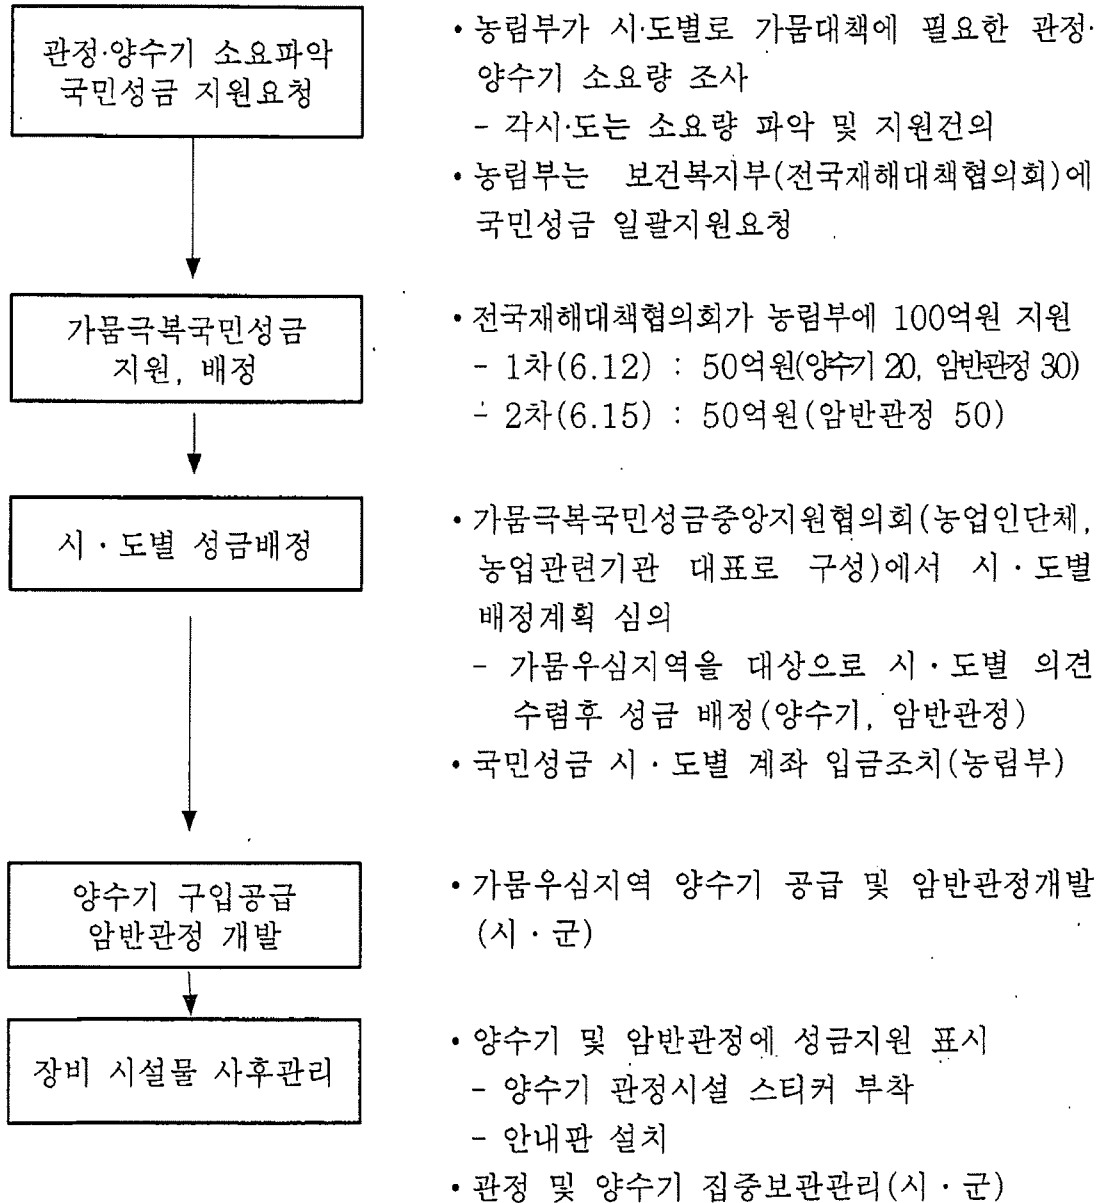 관정·양수기 소요파악
국민성금 지원요청
• 농림부가 시·도별로 가뭄대책에 필요한 관정·
양수기 소요량 조사
- 각시·도는 소요량 파악 및 지원건의
• 농림부는 보건복지부(전국재해대책협의회)에
국민성금 일괄지원요청
가뭄극복국민성금
지원, 배정
• 전국재해대책협의회가 농림부에 100억원 지원
- 1차(6.12) : 50억원(양수기 20, 암반관정 30)
- 2차(6.15) : 50억원(암반관정 50)
시·도별 성금배정
• 가뭄극복국민성금중앙지원협의회(농업인단체,
농업관련기관 대표로 구성)에서 시·도별
배정계획 심의
- 가뭄우심지역을 대상으로 시·도별 의견
수렴후 성금 배정(양수기, 암반관정)
• 국민성금 시·도별 계좌 입금조치(농림부)
양수기 구입공급
암반관정 개발
• 가뭄우심지역 양수기 공급 및 암반관정개발
(시·군)
장비 시설물 사후관리
• 양수기 및 암반관정에 성금지원 표시
- 양수기 관정시설 스티커 부착
- 안내판 설치
• 관정 및 양수기 집중보관관리(시·군)